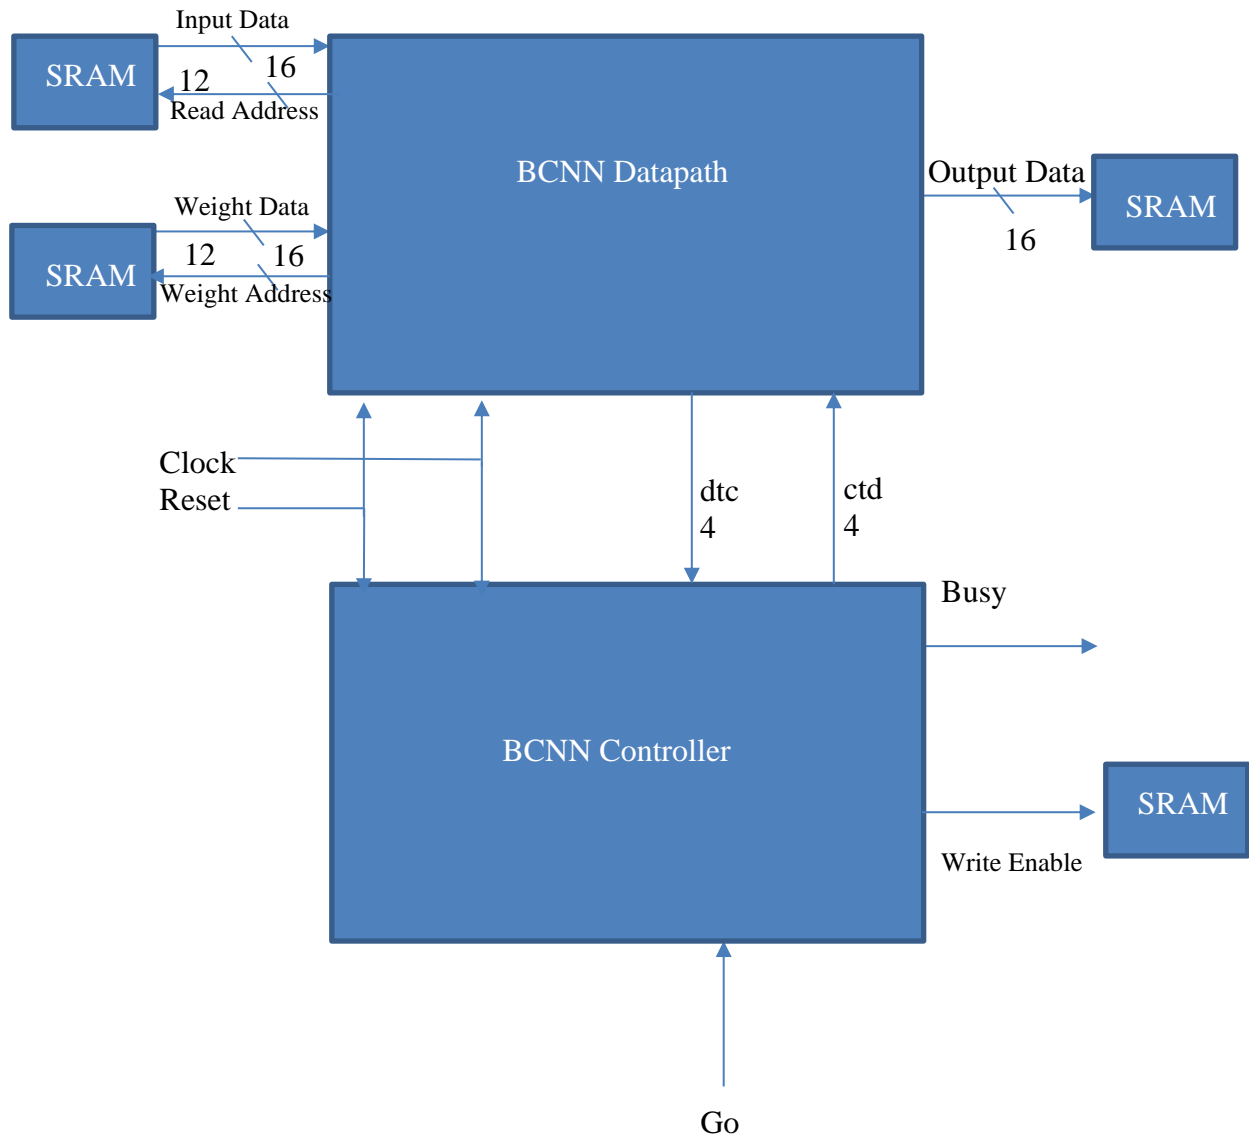 Input Data
SRAM
12
16
Read Address
BCNN Datapath
Output Data
16
SRAM
Weight Data
SRAM
12
16
Weight Address
Clock
Reset
dtc
4
ctd
4
Busy
BCNN Controller
SRAM
Write Enable
Go